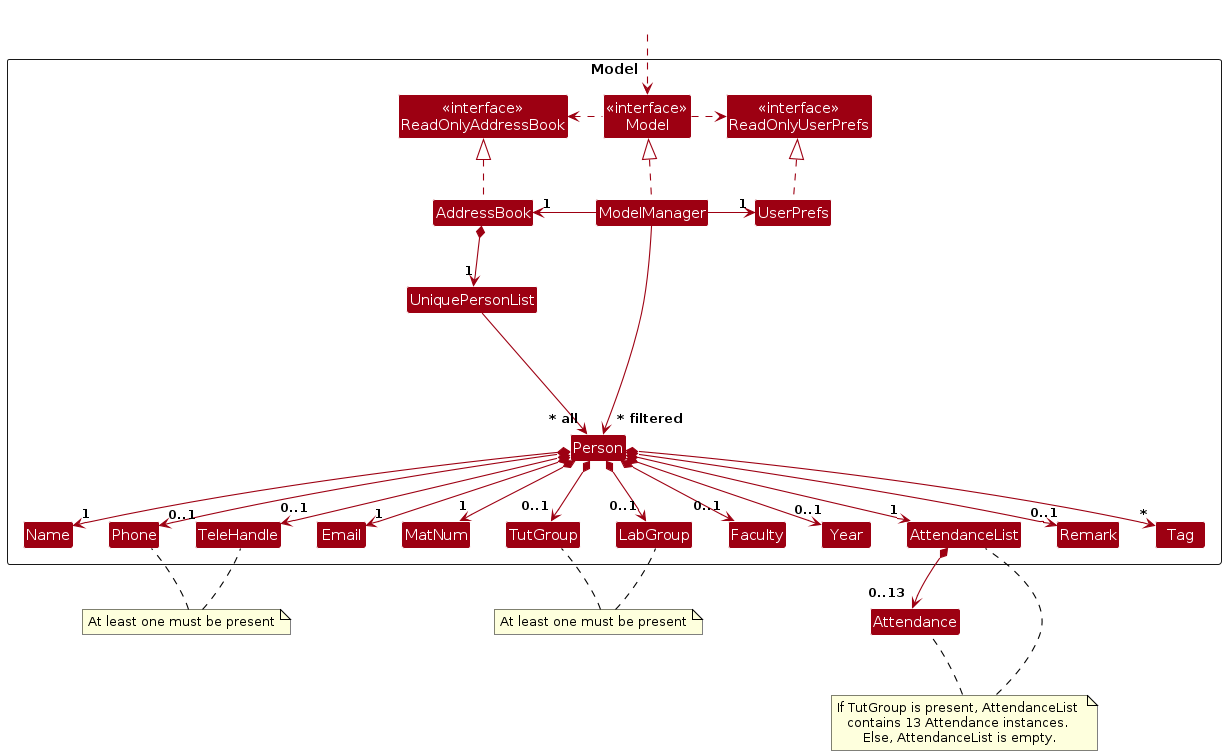 Model
«interface»
ReadOnlyAddressBook
«interface»
Model
«interface»
ReadOnlyUserPrefs
AddressBook
1
ModelManager
1
UserPrefs
1
UniquePersonList
* all
* filtered
Person
1
0..1
0..1
1
1
0..1
0..1
0..1
0..1
1
0..1
*
Name
Phone
TeleHandle
Email
MatNum
TutGroup
LabGroup
Faculty
Year
AttendanceList
Remark
Tag
0..13
At least one must be present
At least one must be present
Attendance
If TutGroup is present, AttendanceList
contains 13 Attendance instances.
Else, AttendanceList is empty.